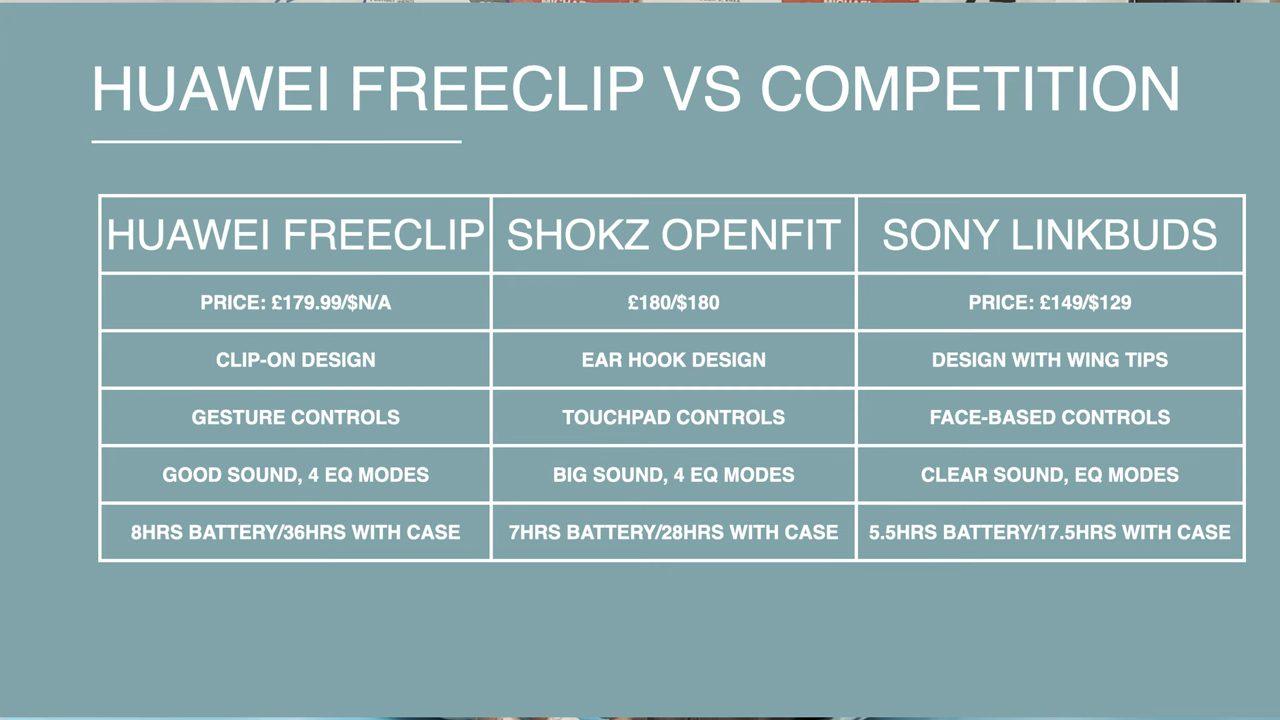 HUAWEI FREECLIP VS COMPETITION
HUAWEI FREECLIP
SHOKZ OPENFIT
SONY LINKBUDS
PRICE: £179.99/$N/A
£180/$180
PRICE: £149/$129
CLIP-ON DESIGN
EAR HOOK DESIGN
DESIGN WITH WING TIPS
GESTURE CONTROLS
TOUCHPAD CONTROLS
FACE-BASED CONTROLS
GOOD SOUND, 4 EQ MODES
BIG SOUND, 4 EQ MODES
CLEAR SOUND, EQ MODES
8HRS BATTERY/36HRS WITH CASE
7HRS BATTERY/28HRS WITH CASE
5.5HRS BATTERY/17.5HRS WITH CASE